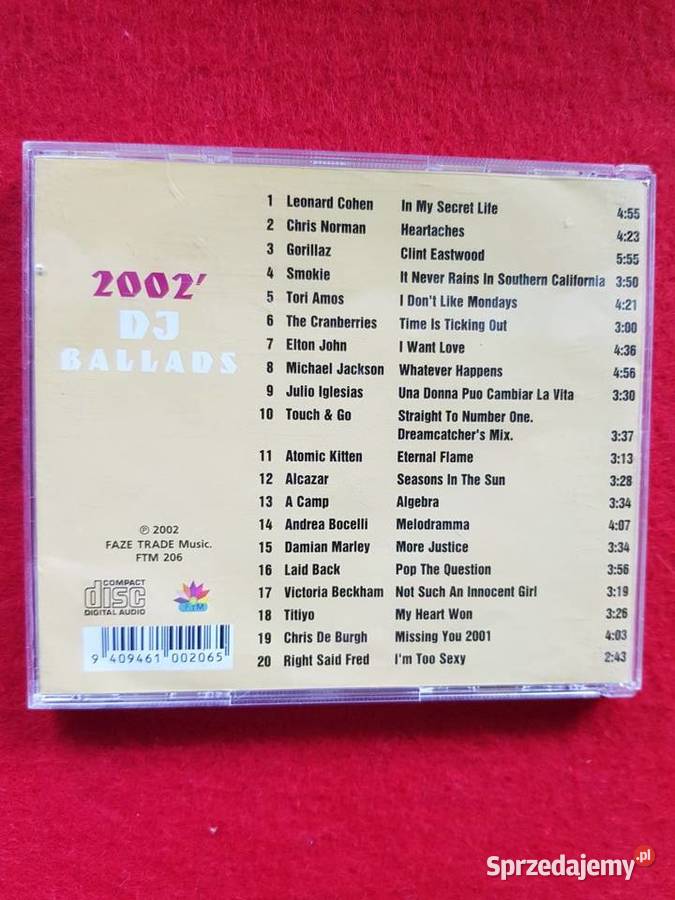 2002'
DJ
BALLADS
1 Leonard Cohen In My Secret Life 4:55
2 Chris Norman Heartaches 4:23
3 Gorillaz Clint Eastwood 5:55
4 Smokie It Never Rains In Southern California 3:50
5 Tori Amos I Don't Like Mondays 4:21
6 The Cranberries Time Is Ticking Out 3:00
7 Elton John I Want Love 4:36
8 Michael Jackson Whatever Happens 4:56
9 Julio Iglesias Una Donna Puo Cambiar La Vita 3:30
10 Touch & Go Straight To Number One.
Dreamcatcher's Mix. 3:37
11 Atomic Kitten Eternal Flame 3:13
12 Alcazar Seasons In The Sun 3:28
13 A Camp Algebra 3:34
14 Andrea Bocelli Melodramma 4:07
15 Damian Marley More Justice 3:34
16 Laid Back Pop The Question 3:56
17 Victoria Beckham Not Such An Innocent Girl 3:19
18 Titiyo My Heart Won 3:26
19 Chris De Burgh Missing You 2001 4:03
20 Right Said Fred I'm Too Sexy 2:43
℗ 2002
FAZE TRADE Music.
FTM 206
COMPACT
disc
DIGITAL AUDIO
FTM
9 409461 002065
Sprzedajemy.pl